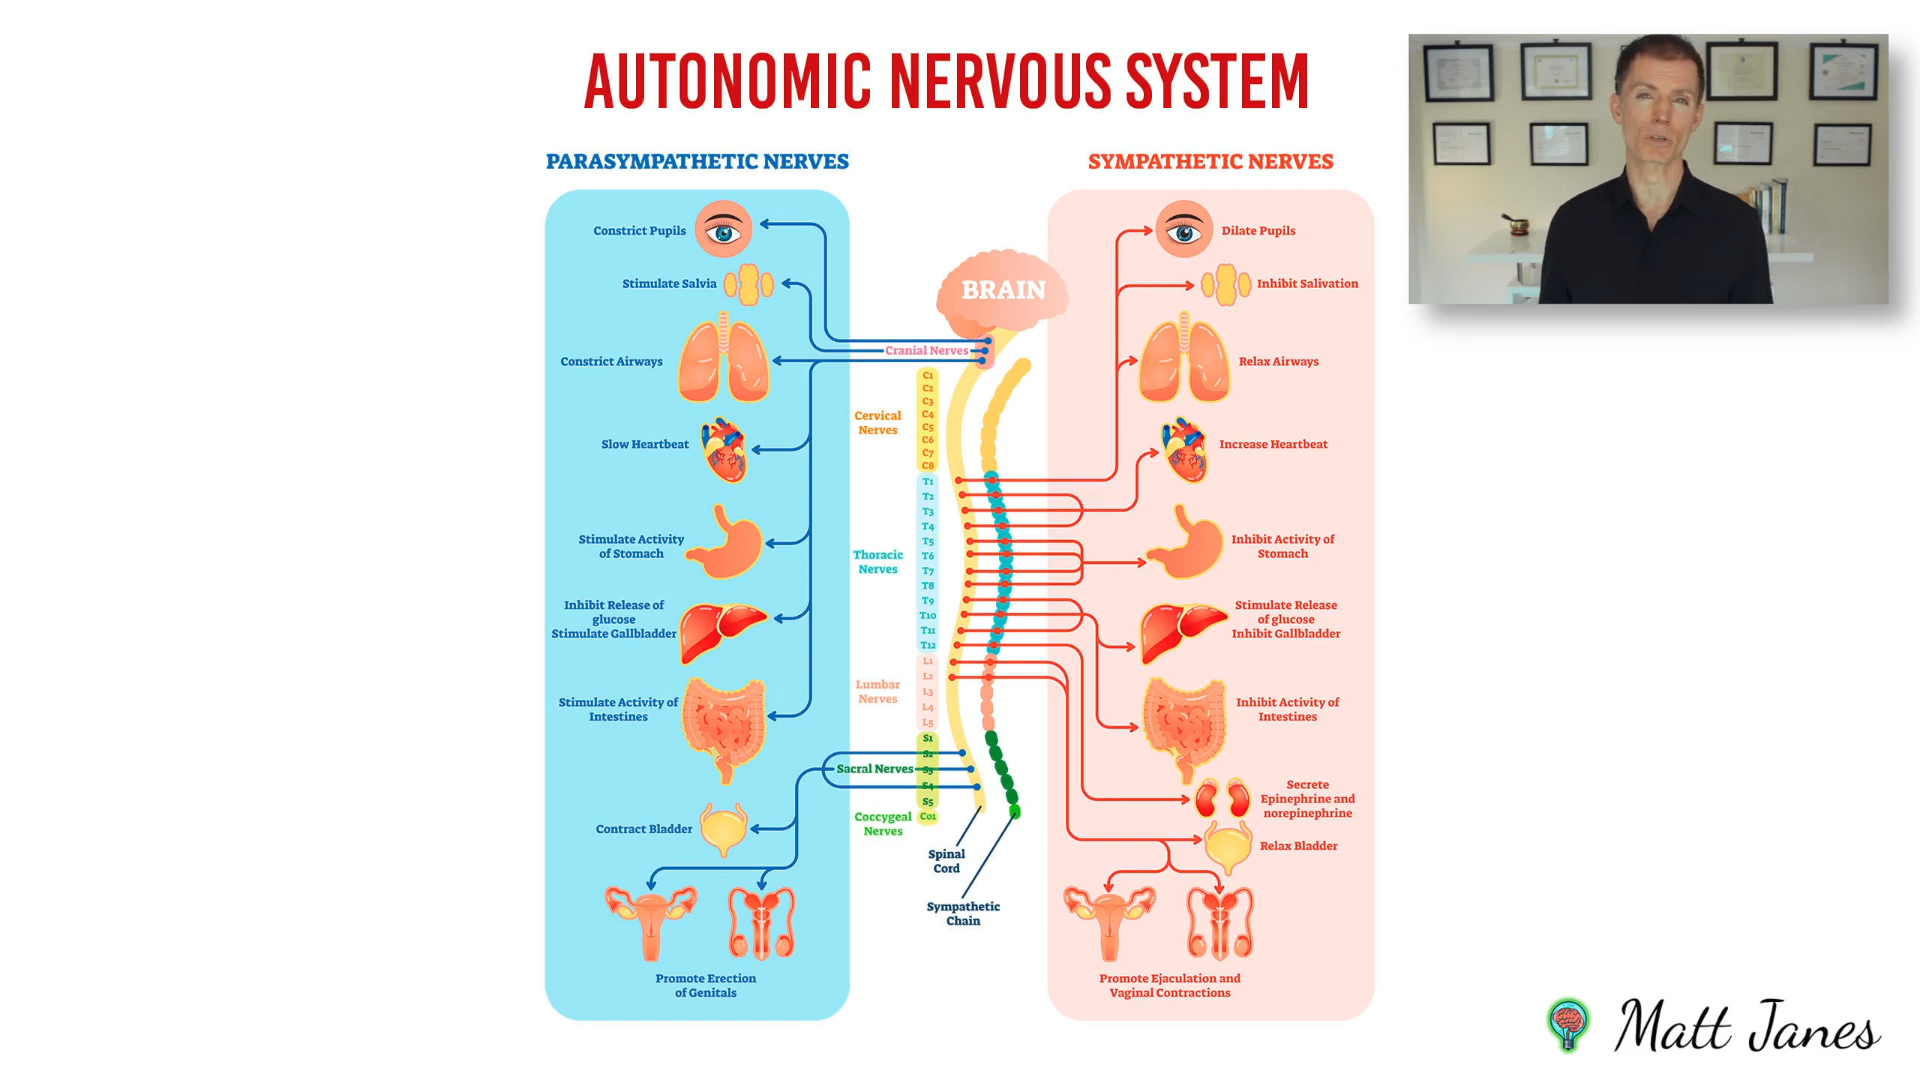 AUTONOMIC NERVOUS SYSTEM
PARASYMPATHETIC NERVES
Constrict Pupils
Stimulate Salvia
Constrict Airways
Slow Heartbeat
Stimulate Activity
of Stomach
Inhibit Release of
glucose
Stimulate Gallbladder
Stimulate Activity of
Intestines
Contract Bladder
Promote Erection
of Genitals
BRAIN
Cranial Nerves
Cervical
Nerves
C1
C2
C3
C4
C5
C6
C7
C8
Thoracic
Nerves
T1
T2
T3
T4
T5
T6
T7
T8
T9
T10
T11
T12
Lumbar
Nerves
L1
L2
L3
L4
L5
Sacral Nerves
S1
S2
S3
S4
S5
Coccygeal
Nerves
Co1
Spinal
Cord
Sympathetic
Chain
SYMPATHETIC NERVES
Dilate Pupils
Inhibit Salivation
Relax Airways
Increase Heartbeat
Inhibit Activity of
Stomach
Stimulate Release
of glucose
Inhibit Gallbladder
Inhibit Activity of
Intestines
Secrete
Epinephrine and
norepinephrine
Relax Bladder
Promote Ejaculation and
Vaginal Contractions
Matt Janes